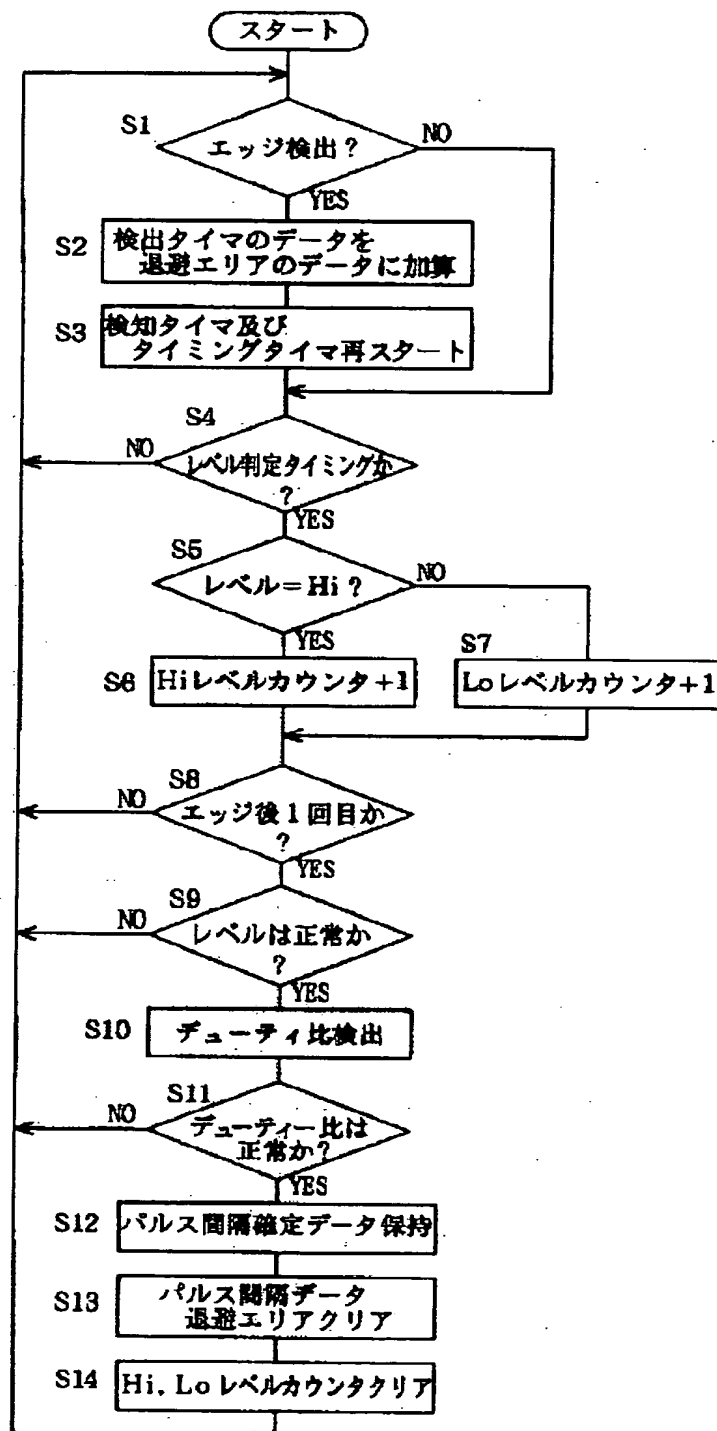 スタート
S1
エッジ検出?
NO
YES
S2
検出タイマのデータを
退避エリアのデータに加算
S3
検知タイマ及び
タイミングタイマ再スタート
S4
NO
レベル判定タイミングか
?
YES
S5
レベル=Hi?
NO
YES
S6
Hiレベルカウンタ+1
S7
Loレベルカウンタ+1
S8
NO
エッジ後1回目か
?
YES
S9
NO
レベルは正常か
?
YES
S10
デューティ比検出
S11
NO
デューティー比は
正常か?
YES
S12
パルス間隔確定データ保持
S13
パルス間隔データ
退避エリアクリア
S14
Hi, Loレベルカウンタクリア